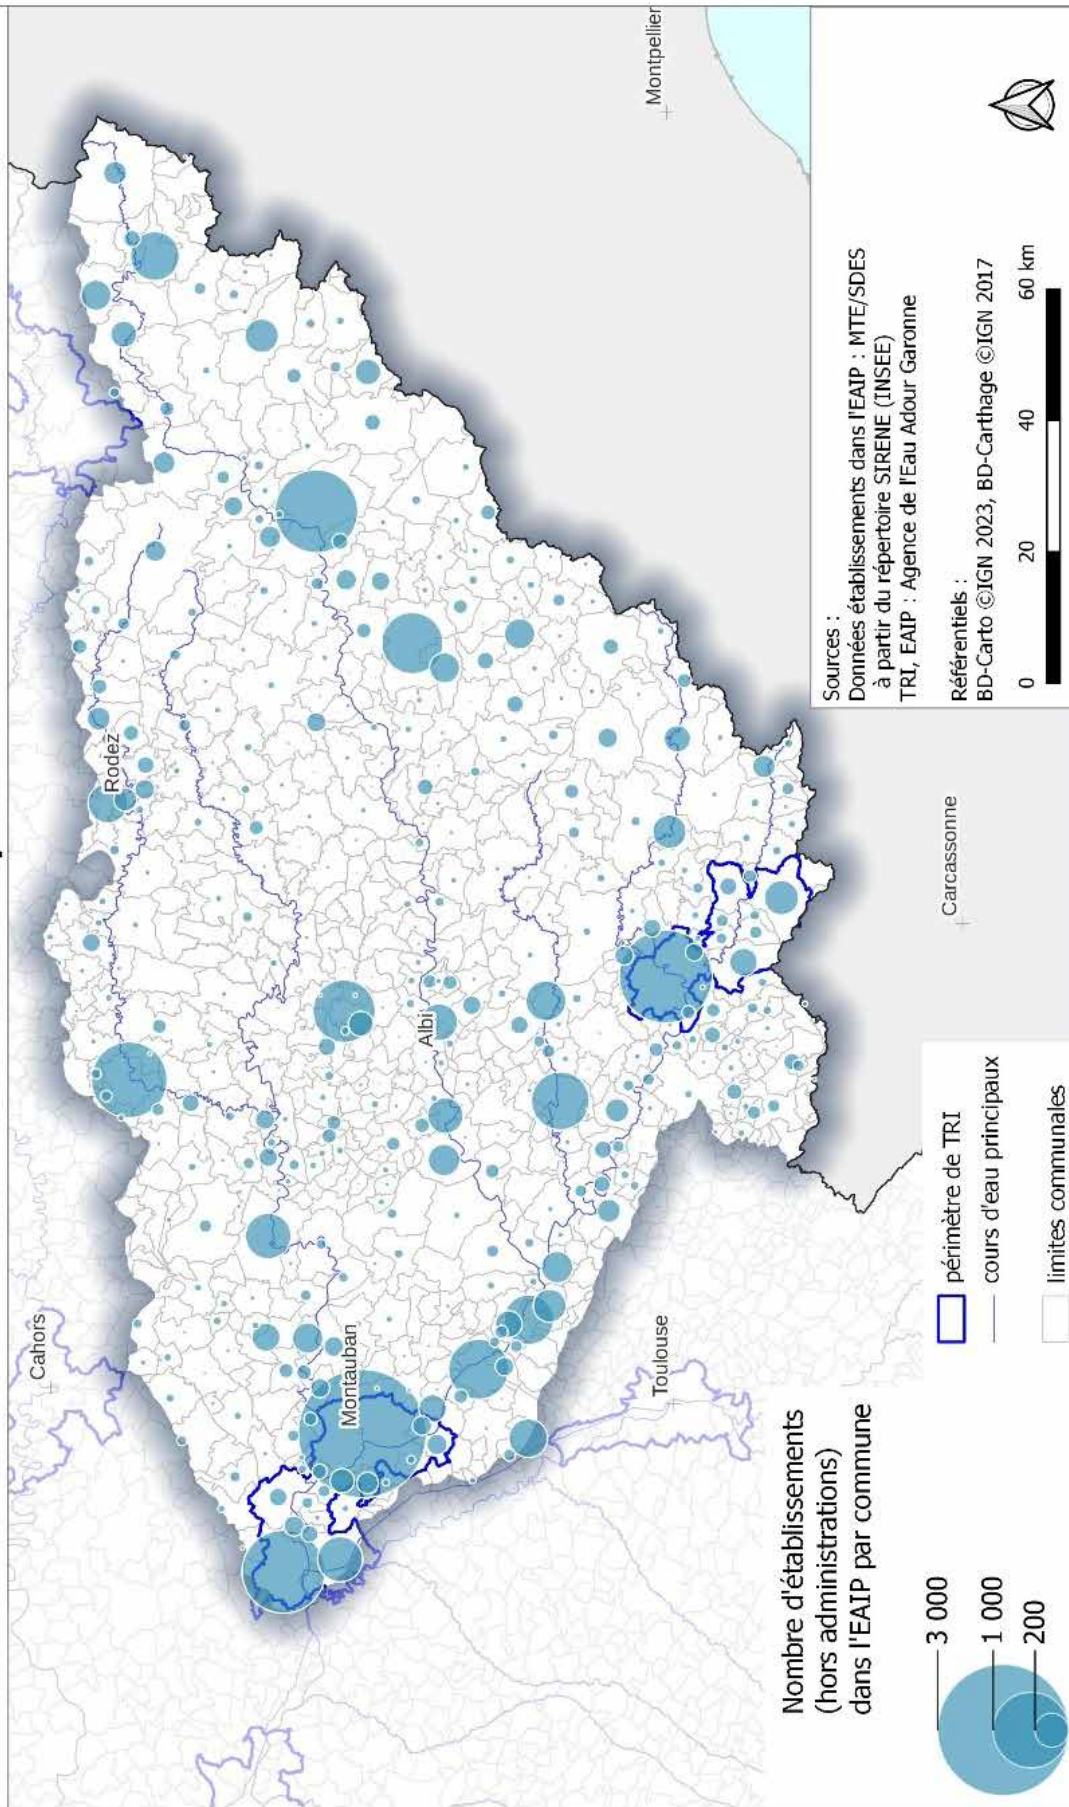 Cahors
Rodez
Montauban
Albi
Montpellier
Toulouse
Carcassonne
Nombre d'établissements
(hors administrations)
dans l'EAIP par commune
3 000
1 000
200
périmètre de TRI
cours d'eau principaux
limites communales
Sources :
Données établissements dans l'EAIP : MTE/SDES
à partir du répertoire SIRENE (INSEE)
TRI, EAIP : Agence de l'Eau Adour Garonne
Référentiels :
BD-Carto ©IGN 2023, BD-Carthage ©IGN 2017
0 20 40 60 km